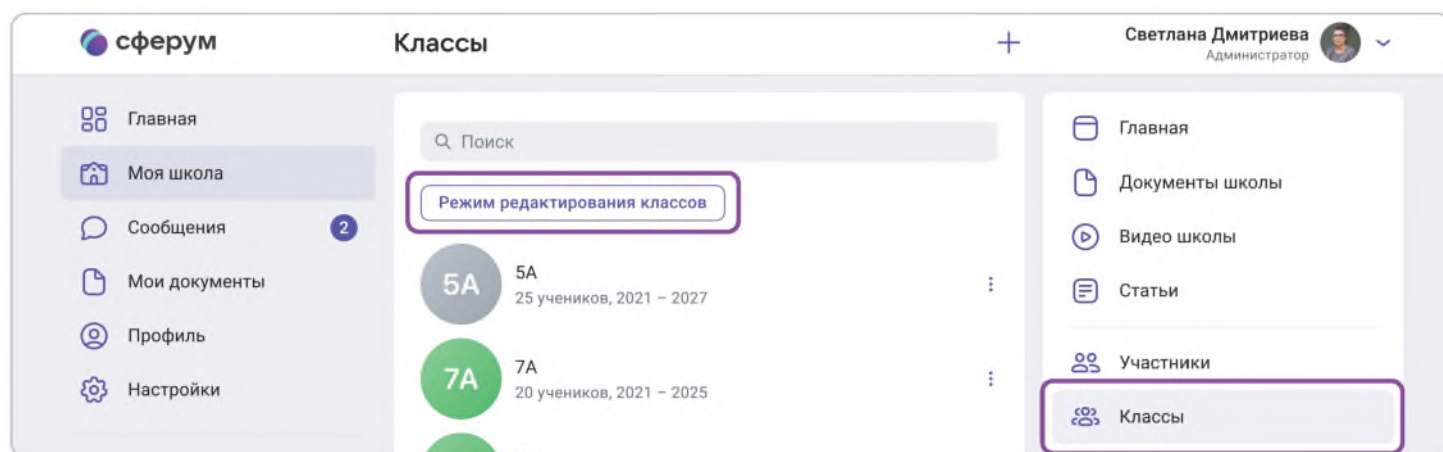 сферум
Классы
+
Светлана Дмитриева
Администратор
Главная
Моя школа
Сообщения
2
Мои документы
Профиль
Настройки
Поиск
Режим редактирования классов
5А
5А
25 учеников, 2021 – 2027
7А
7А
20 учеников, 2021 – 2025
Главная
Документы школы
Видео школы
Статьи
Участники
Классы